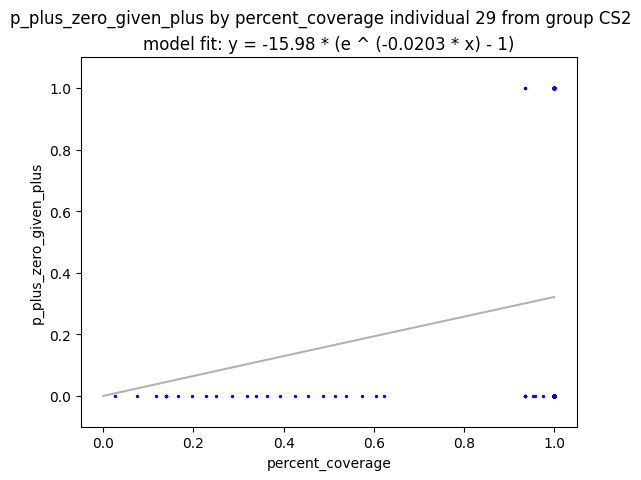 p_plus_zero_given_plus by percent_coverage individual 29 from group CS2
model fit: y = -15.98 * (e ^ (-0.0203 * x) - 1)
1.0
0.8
0.6
0.4
0.2
0.0
p_plus_zero_given_plus
0.0 0.2 0.4 0.6 0.8 1.0
percent_coverage